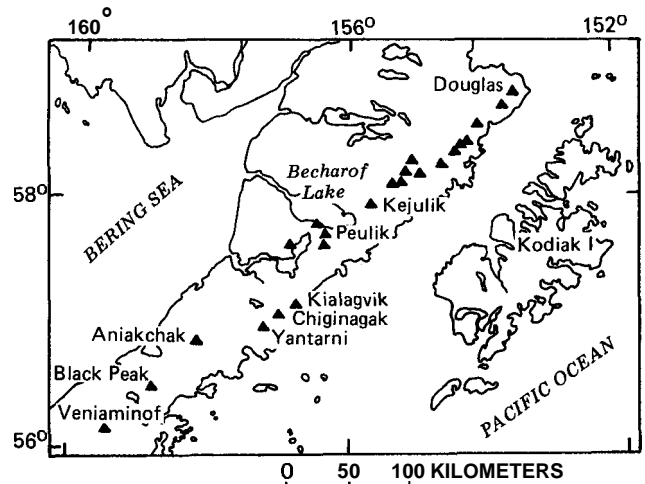 160° 156° 152°
Douglas
Becharof
Lake
58°
Kejulik
BERING SEA
Peulik
Kodiak I
Kialagvik
Chiginagak
Aniakchak
Yantarni
Black Peak
PACIFIC OCEAN
Veniaminof
56°
0 50 100 KILOMETERS